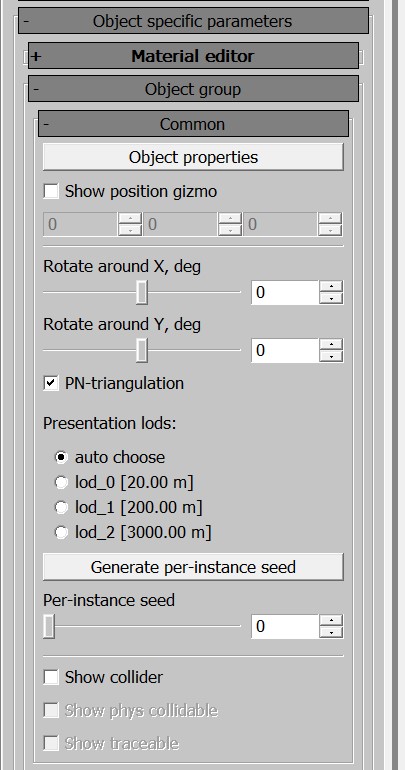 - Object specific parameters
+ Material editor
- Object group
- Common
Object properties
Show position gizmo
0 0 0
Rotate around X, deg
0
Rotate around Y, deg
0
PN-triangulation
Presentation lods:
auto choose
lod_0 [20.00 m]
lod_1 [200.00 m]
lod_2 [3000.00 m]
Generate per-instance seed
Per-instance seed
0
Show collider
Show phys collidable
Show traceable